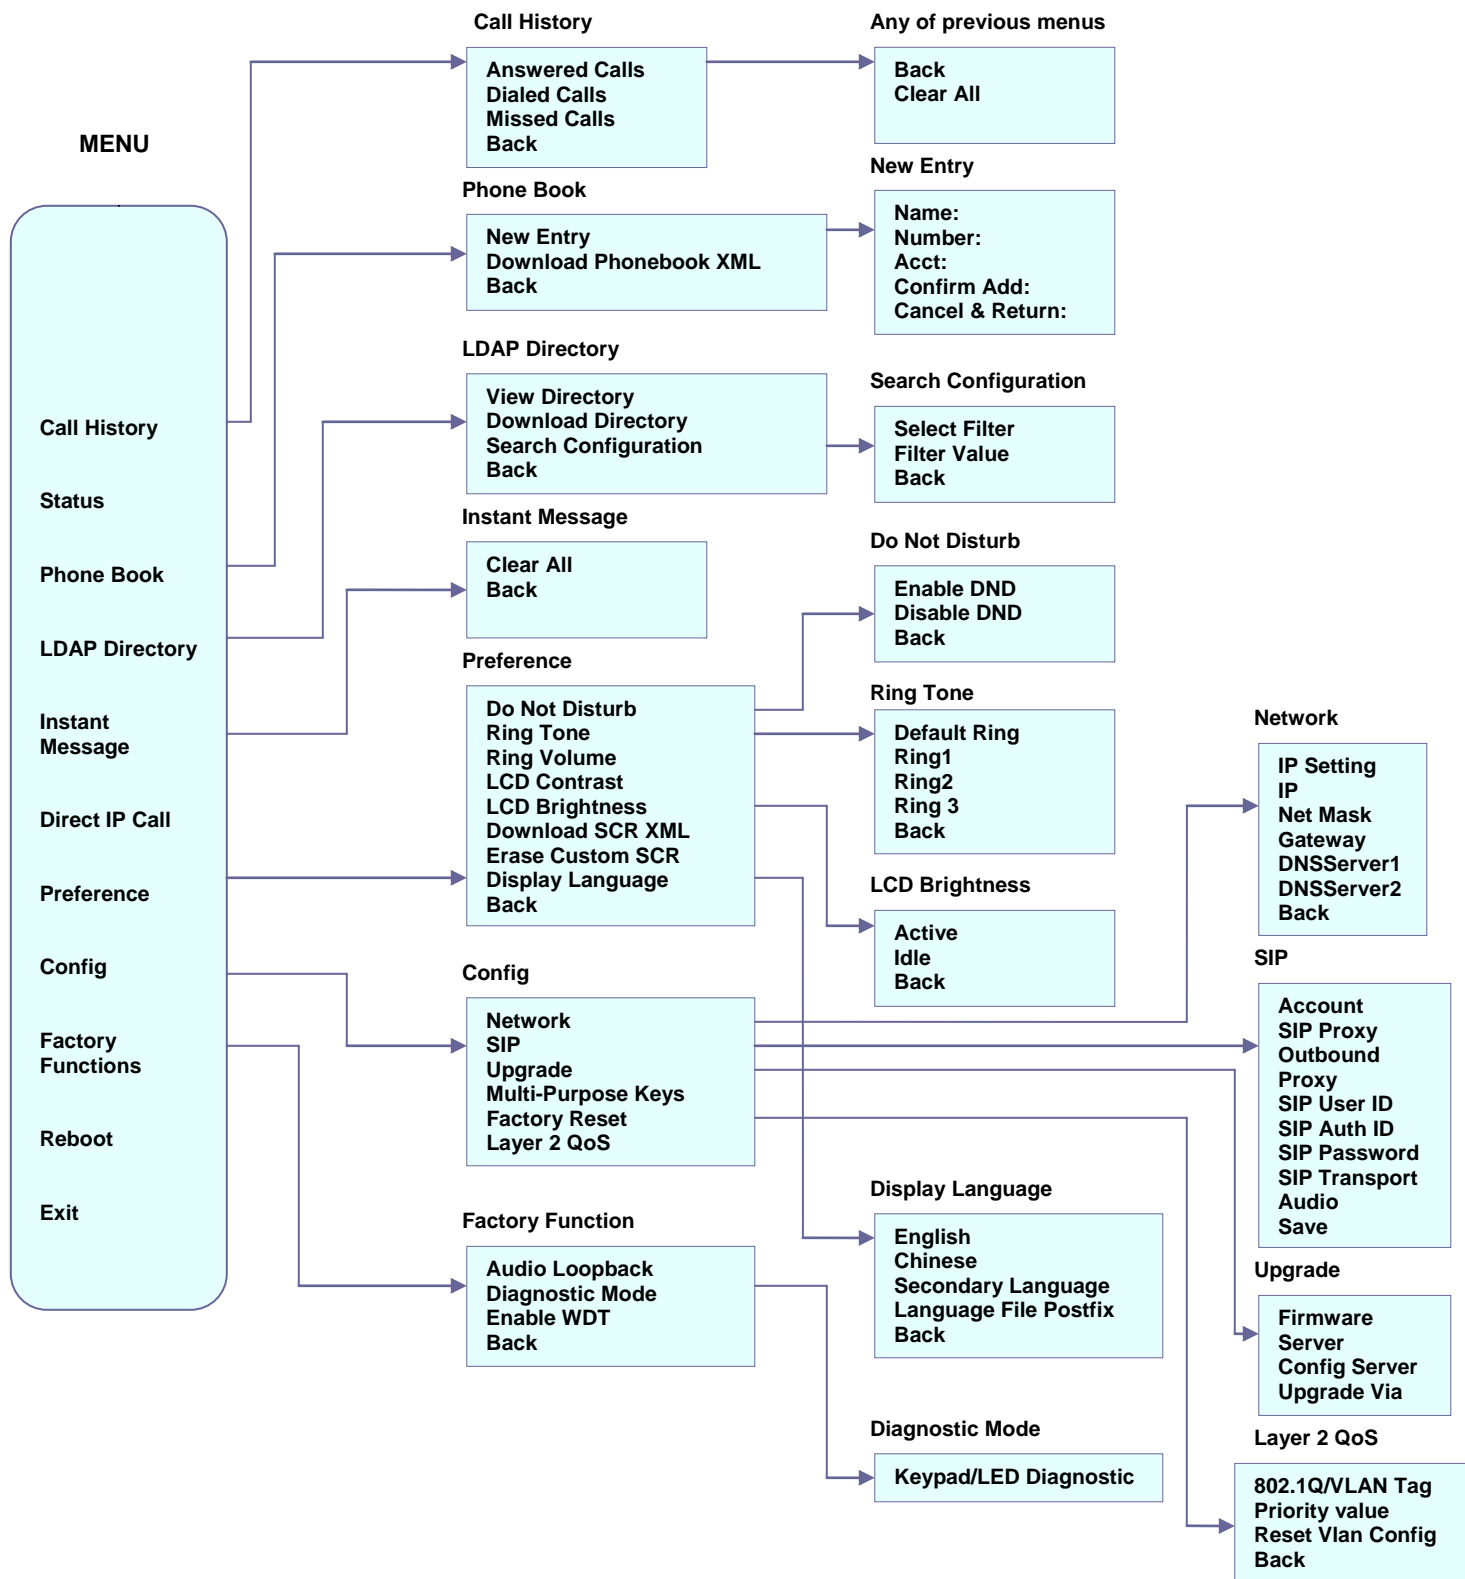 MENU
Call History
Status
Phone Book
LDAP Directory
Instant
Message
Direct IP Call
Preference
Config
Factory
Functions
Reboot
Exit
Call History
Answered Calls
Dialed Calls
Missed Calls
Back
Phone Book
New Entry
Download Phonebook XML
Back
LDAP Directory
View Directory
Download Directory
Search Configuration
Back
Instant Message
Clear All
Back
Preference
Do Not Disturb
Ring Tone
Ring Volume
LCD Contrast
LCD Brightness
Download SCR XML
Erase Custom SCR
Display Language
Back
Config
Network
SIP
Upgrade
Multi-Purpose Keys
Factory Reset
Layer 2 QoS
Factory Function
Audio Loopback
Diagnostic Mode
Enable WDT
Back
Any of previous menus
Back
Clear All
New Entry
Name:
Number:
Acct:
Confirm Add:
Cancel & Return:
Search Configuration
Select Filter
Filter Value
Back
Do Not Disturb
Enable DND
Disable DND
Back
Ring Tone
Default Ring
Ring1
Ring2
Ring 3
Back
LCD Brightness
Active
Idle
Back
Display Language
English
Chinese
Secondary Language
Language File Postfix
Back
Diagnostic Mode
Keypad/LED Diagnostic
Network
IP Setting
IP
Net Mask
Gateway
DNSServer1
DNSServer2
Back
SIP
Account
SIP Proxy
Outbound
Proxy
SIP User ID
SIP Auth ID
SIP Password
SIP Transport
Audio
Save
Upgrade
Firmware
Server
Config Server
Upgrade Via
Layer 2 QoS
802.1Q/VLAN Tag
Priority value
Reset Vlan Config
Back